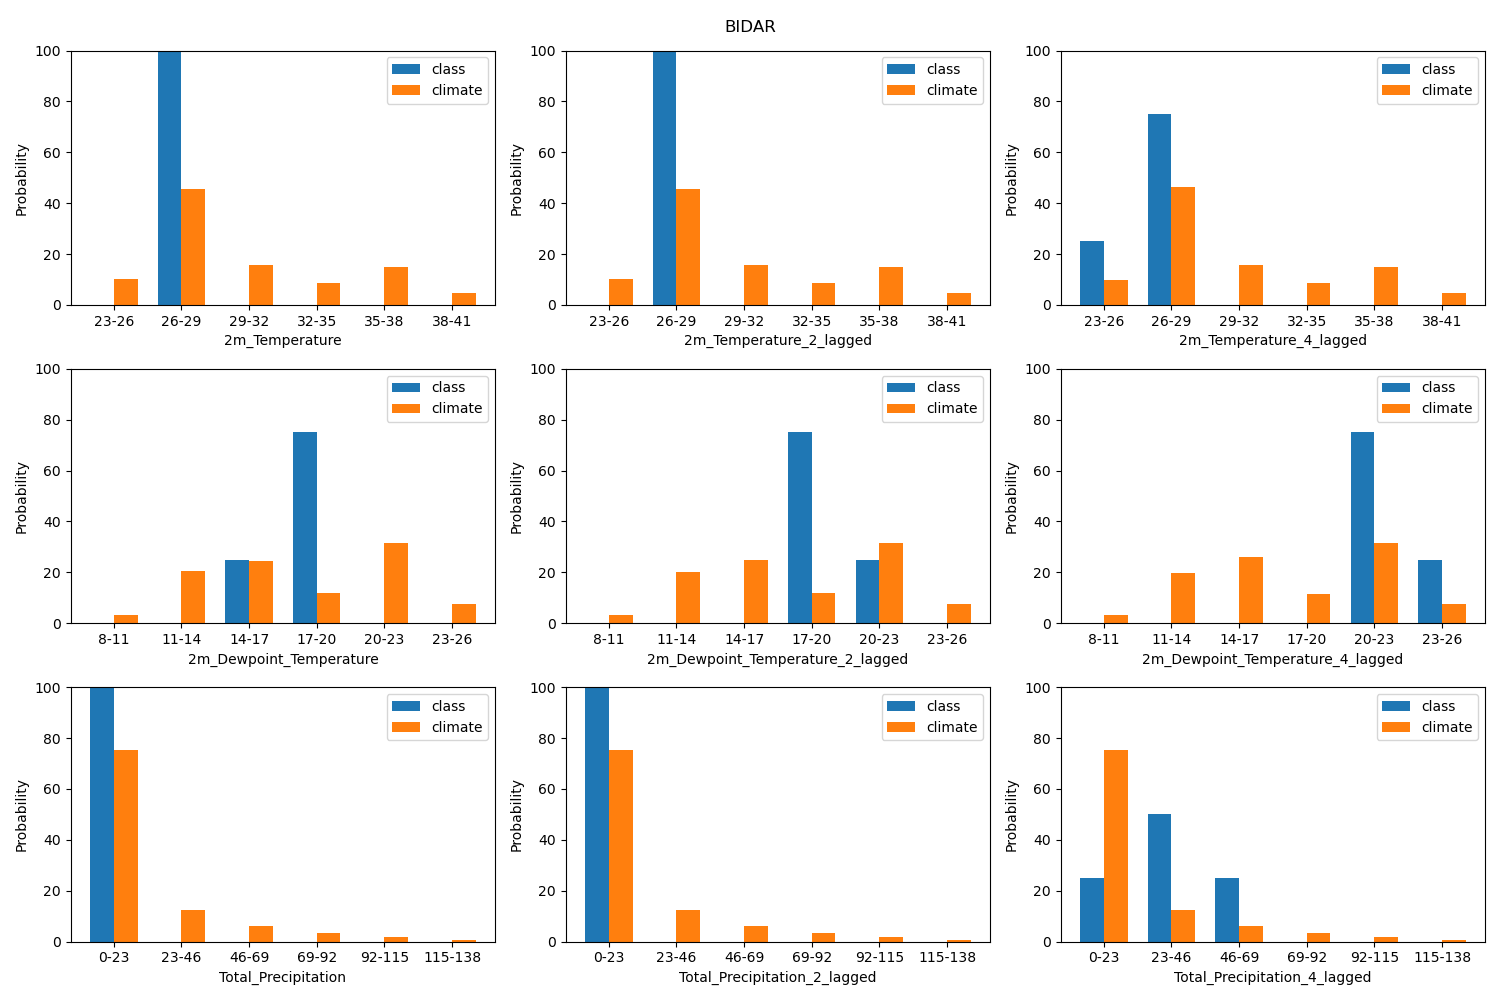 BIDAR
100
80
60
40
20
0
Probability
class
climate
23-26 26-29 29-32 32-35 35-38 38-41
2m_Temperature
100
80
60
40
20
0
Probability
class
climate
23-26 26-29 29-32 32-35 35-38 38-41
2m_Temperature_2_lagged
100
80
60
40
20
0
Probability
class
climate
23-26 26-29 29-32 32-35 35-38 38-41
2m_Temperature_4_lagged
100
80
60
40
20
0
Probability
class
climate
8-11 11-14 14-17 17-20 20-23 23-26
2m_Dewpoint_Temperature
100
80
60
40
20
0
Probability
class
climate
8-11 11-14 14-17 17-20 20-23 23-26
2m_Dewpoint_Temperature_2_lagged
100
80
60
40
20
0
Probability
class
climate
8-11 11-14 14-17 17-20 20-23 23-26
2m_Dewpoint_Temperature_4_lagged
100
80
60
40
20
0
Probability
class
climate
0-23 23-46 46-69 69-92 92-115 115-138
Total_Precipitation
100
80
60
40
20
0
Probability
class
climate
0-23 23-46 46-69 69-92 92-115 115-138
Total_Precipitation_2_lagged
100
80
60
40
20
0
Probability
class
climate
0-23 23-46 46-69 69-92 92-115 115-138
Total_Precipitation_4_lagged